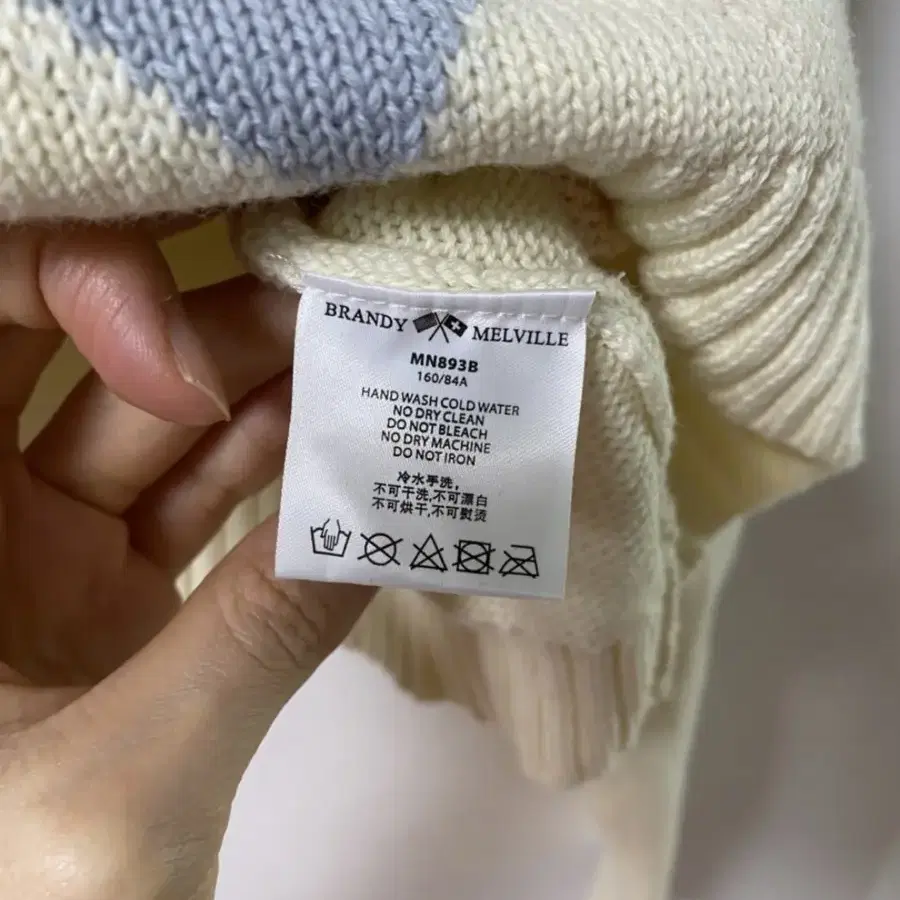 BRANDY MELVILLE
MN893B
160/84A
HAND WASH COLD WATER
NO DRY CLEAN
DO NOT BLEACH
NO DRY MACHINE
DO NOT IRON
冷水手洗,
不可干洗,不可漂白
不可烘干,不可熨烫